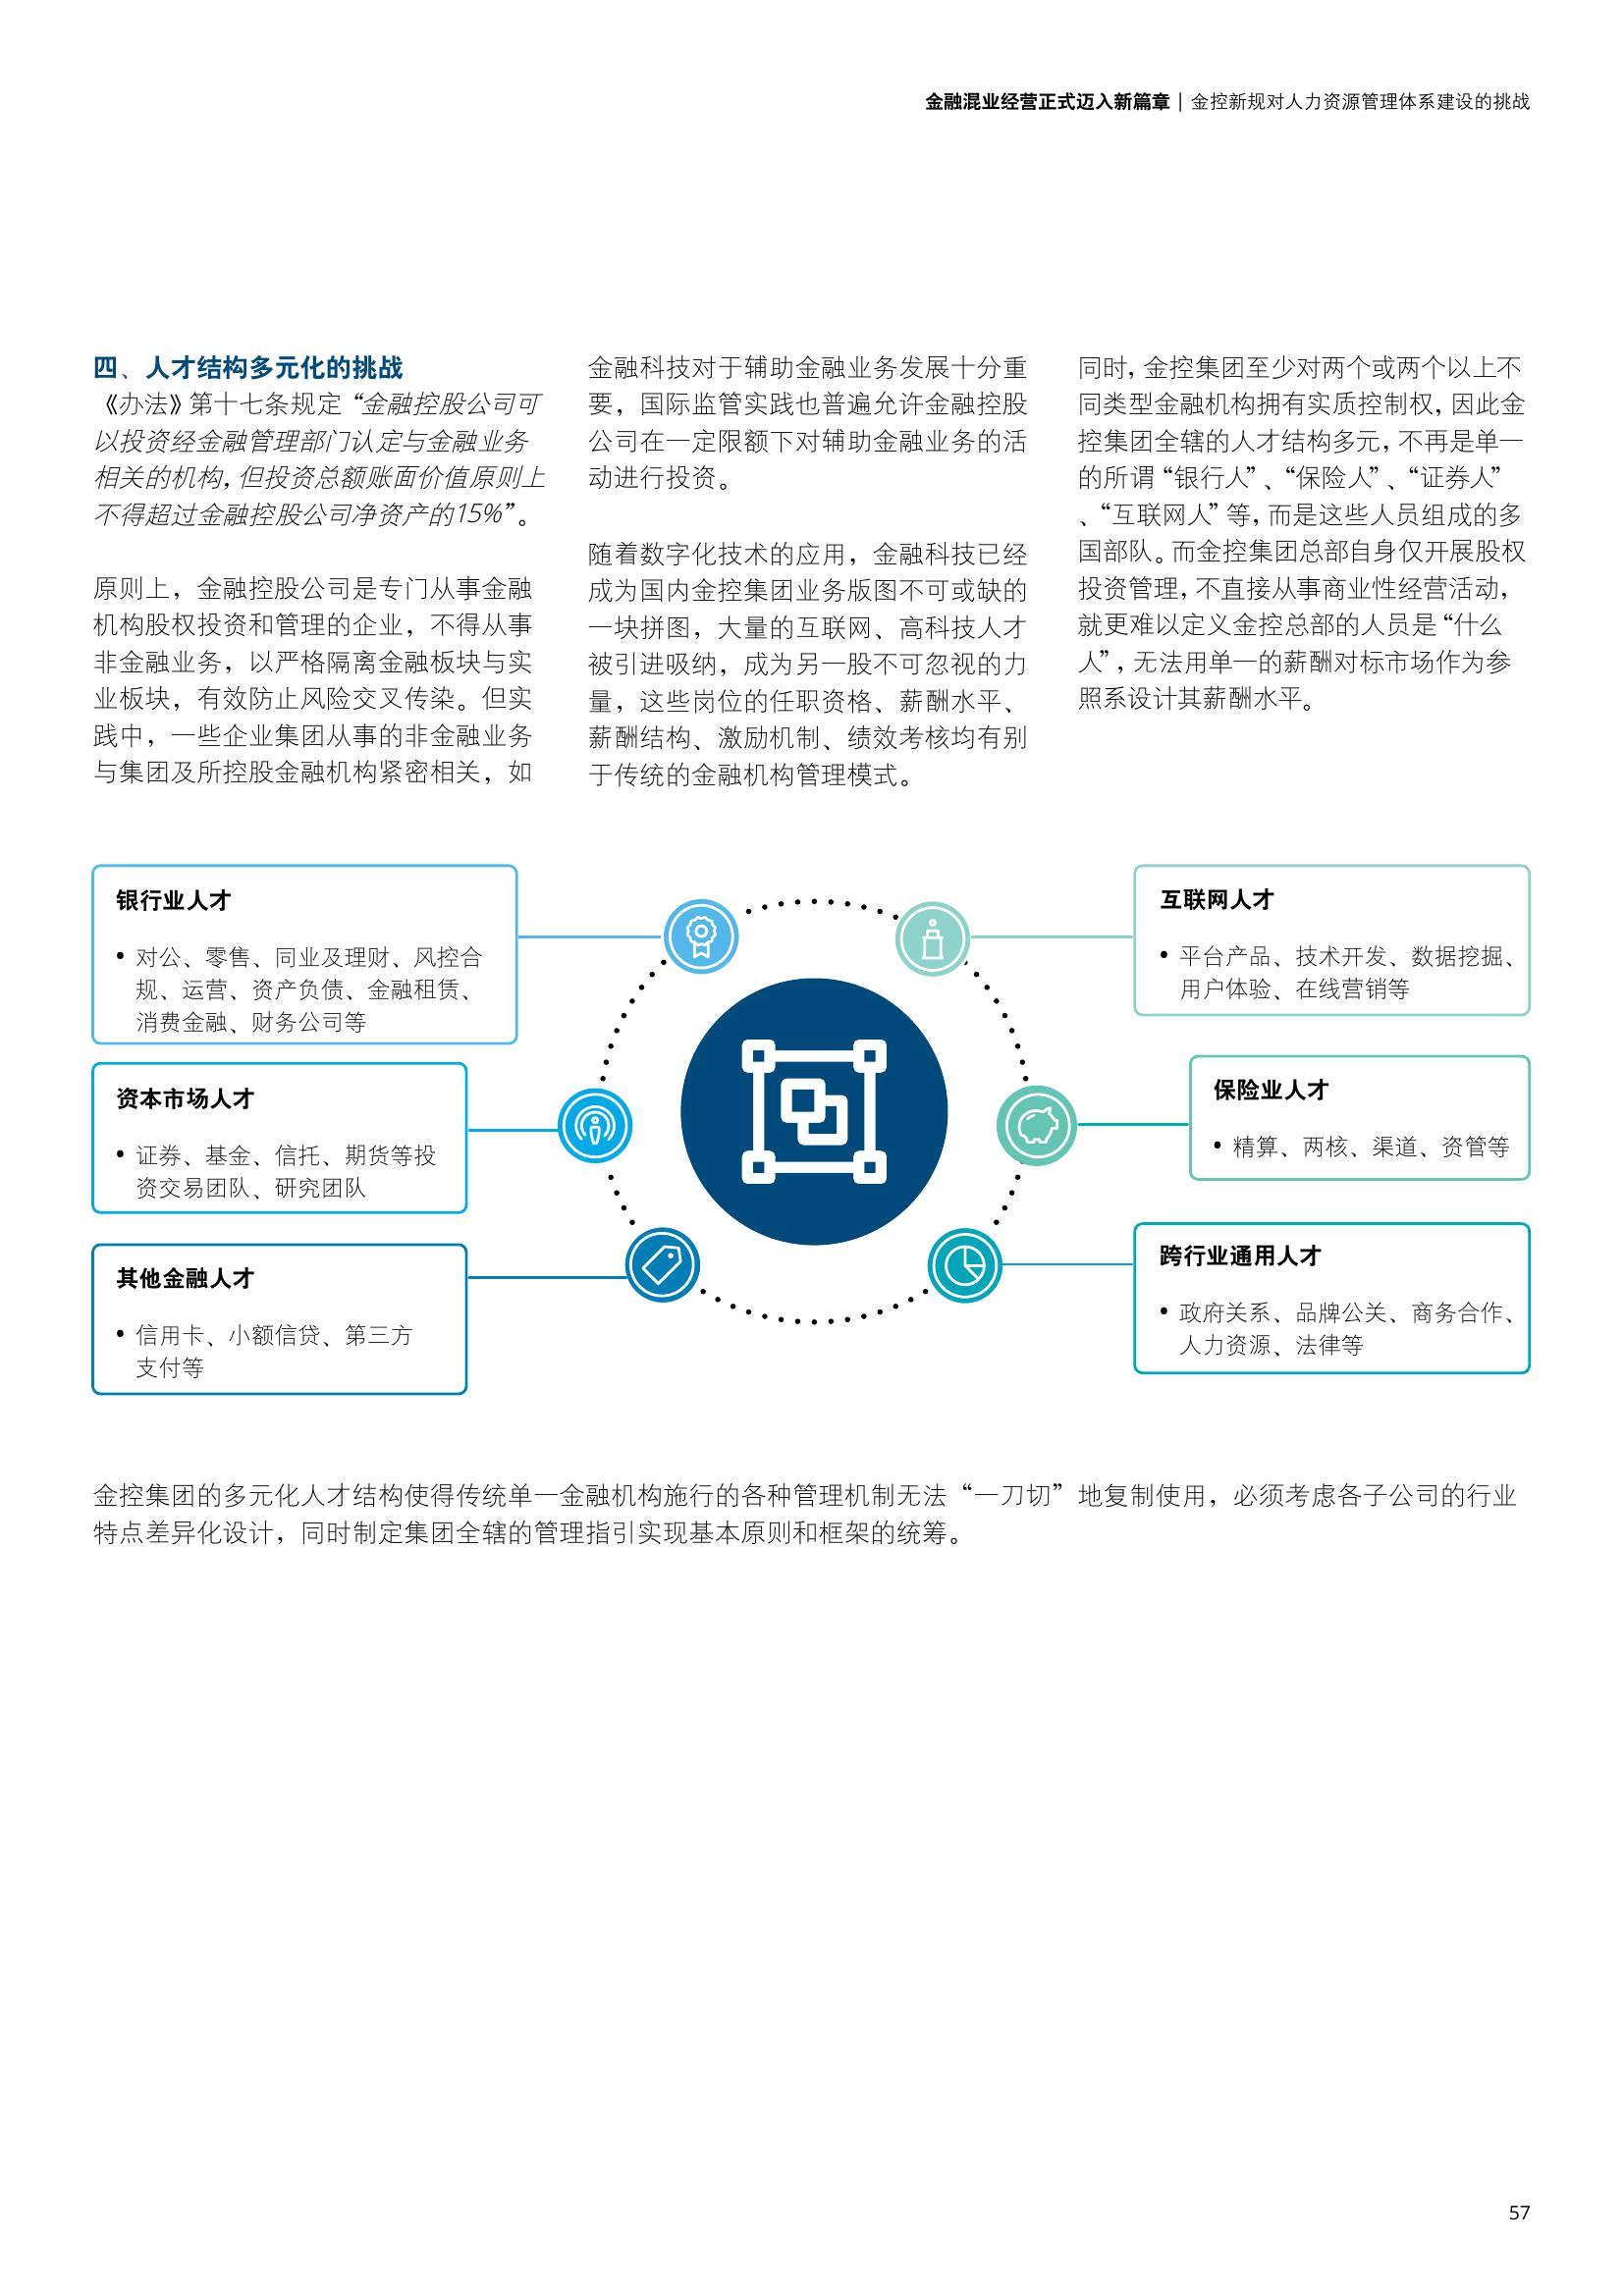 金融混业经营正式迈入新篇章 | 金控新规对人力资源管理体系建设的挑战
四、人才结构多元化的挑战
《办法》第十七条规定“金融控股公司可
以投资经金融管理部门认定与金融业务
相关的机构，但投资总额账面价值原则上
不得超过金融控股公司净资产的15%”。
原则上，金融控股公司是专门从事金融
机构股权投资和管理的企业，不得从事
非金融业务，以严格隔离金融板块与实
业板块，有效防止风险交叉传染。但实
践中，一些企业集团从事的非金融业务
与集团及所控股金融机构紧密相关，如
金融科技对于辅助金融业务发展十分重
要，国际监管实践也普遍允许金融控股
公司在一定限额下对辅助金融业务的活
动进行投资。
随着数字化技术的应用，金融科技已经
成为国内金控集团业务版图不可或缺的
一块拼图，大量的互联网、高科技人才
被引进吸纳，成为另一股不可忽视的力
量，这些岗位的任职资格、薪酬水平、
薪酬结构、激励机制、绩效考核均有别
于传统的金融机构管理模式。
同时，金控集团至少对两个或两个以上不
同类型金融机构拥有实质控制权，因此金
控集团全辖的人才结构多元，不再是单一
的所谓“银行人”、“保险人”、“证券人”
、“互联网人”等，而是这些人员组成的多
国部队。而金控集团总部自身仅开展股权
投资管理，不直接从事商业性经营活动，
就更难以定义金控总部的人员是“什么
人”，无法用单一的薪酬对标市场作为参
照系设计其薪酬水平。
银行业人才
• 对公、零售、同业及理财、风控合
规、运营、资产负债、金融租赁、
消费金融、财务公司等
资本市场人才
• 证券、基金、信托、期货等投
资交易团队、研究团队
其他金融人才
• 信用卡、小额信贷、第三方
支付等
互联网人才
• 平台产品、技术开发、数据挖掘、
用户体验、在线营销等
保险业人才
• 精算、两核、渠道、资管等
跨行业通用人才
• 政府关系、品牌公关、商务合作、
人力资源、法律等
金控集团的多元化人才结构使得传统单一金融机构施行的各种管理机制无法“一刀切”地复制使用，必须考虑各子公司的行业
特点差异化设计，同时制定集团全辖的管理指引实现基本原则和框架的统筹。
57